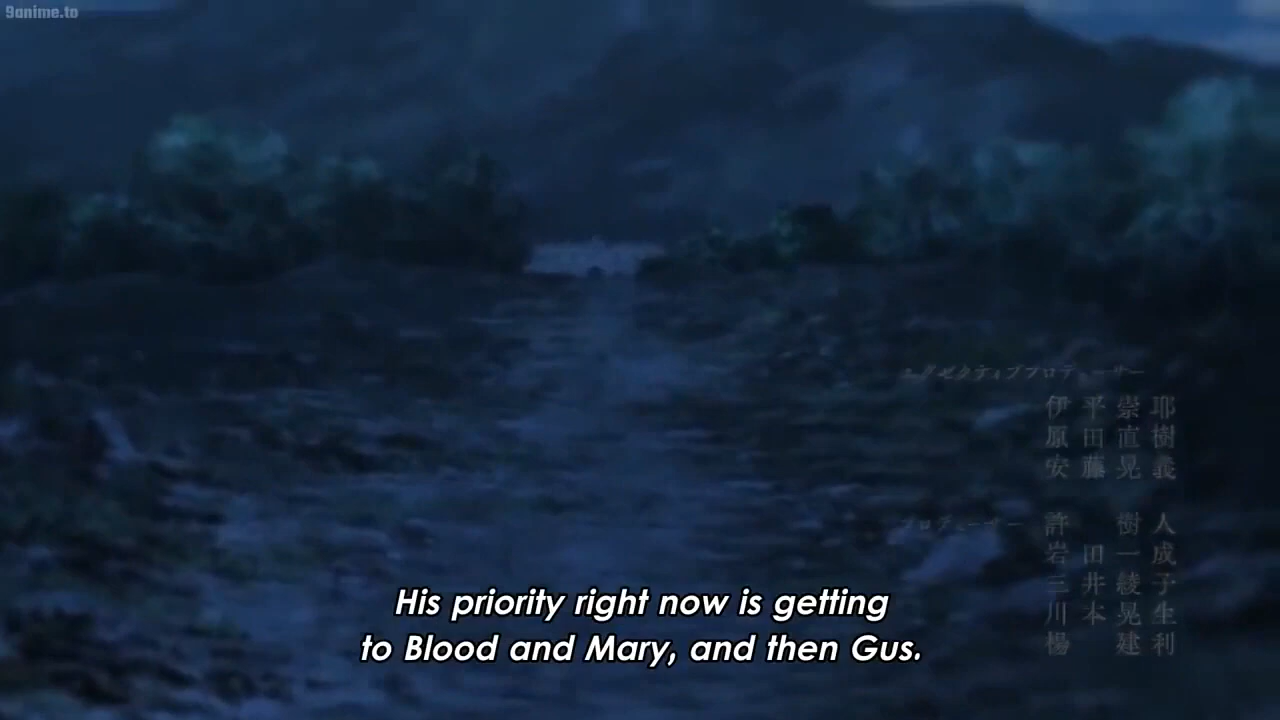 9anime.to
エグゼクティブプロデューサー
伊平崇耶
原田直樹
安藤晃義
プロデューサー
許 樹人
岩田一成
三井綾子
川本晃生
楊 建利
His priority right now is getting
to Blood and Mary, and then Gus.